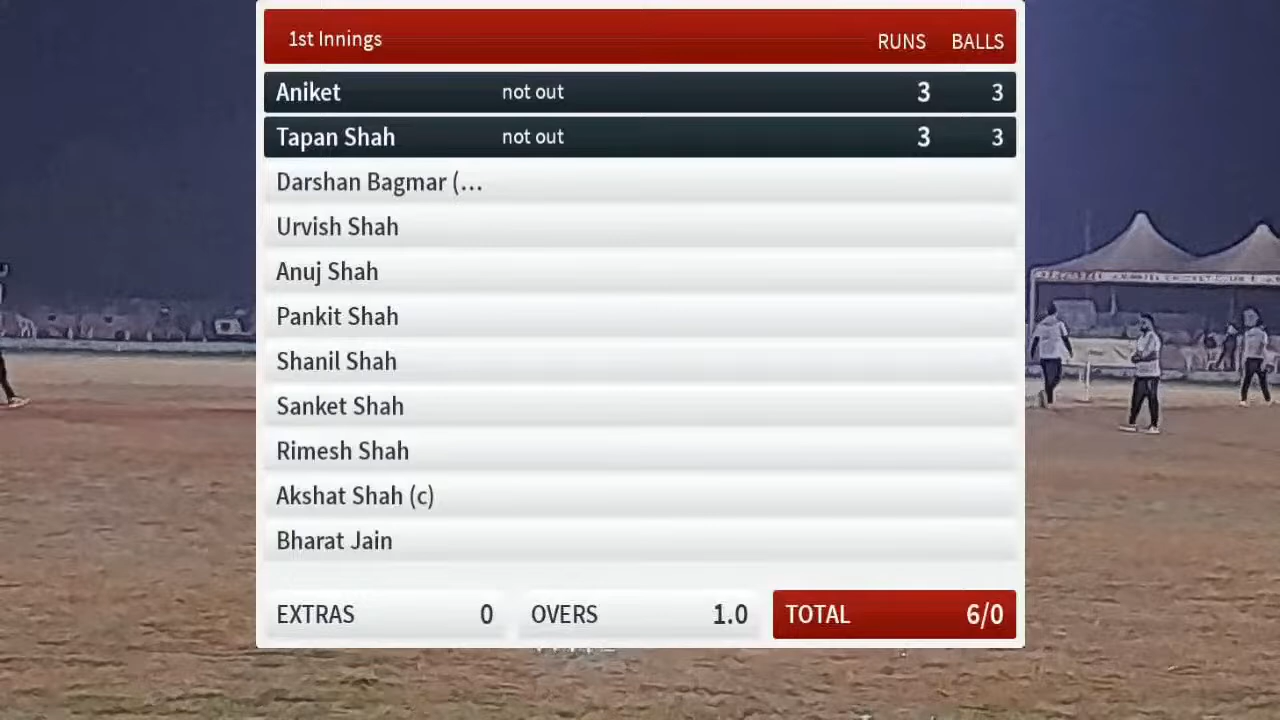 1st Innings RUNS BALLS
Aniket not out 3 3
Tapan Shah not out 3 3
Darshan Bagmar (...
Urvish Shah
Anuj Shah
Pankit Shah
Shanil Shah
Sanket Shah
Rimesh Shah
Akshat Shah (c)
Bharat Jain
EXTRAS 0 OVERS 1.0 TOTAL 6/0